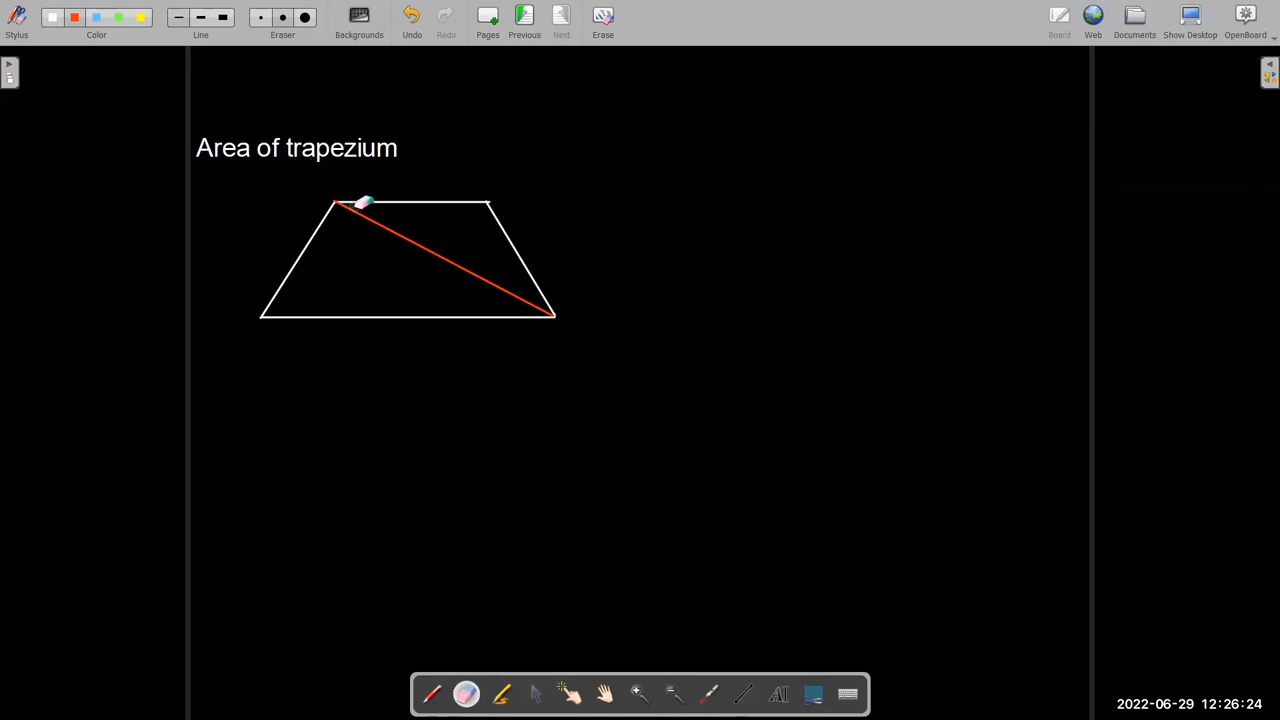 Stylus Color Line Eraser Backgrounds Undo Redo Pages Previous Next Erase Board Web Documents Show Desktop OpenBoard
Area of trapezium
AI
2022-06-29 12:26:24